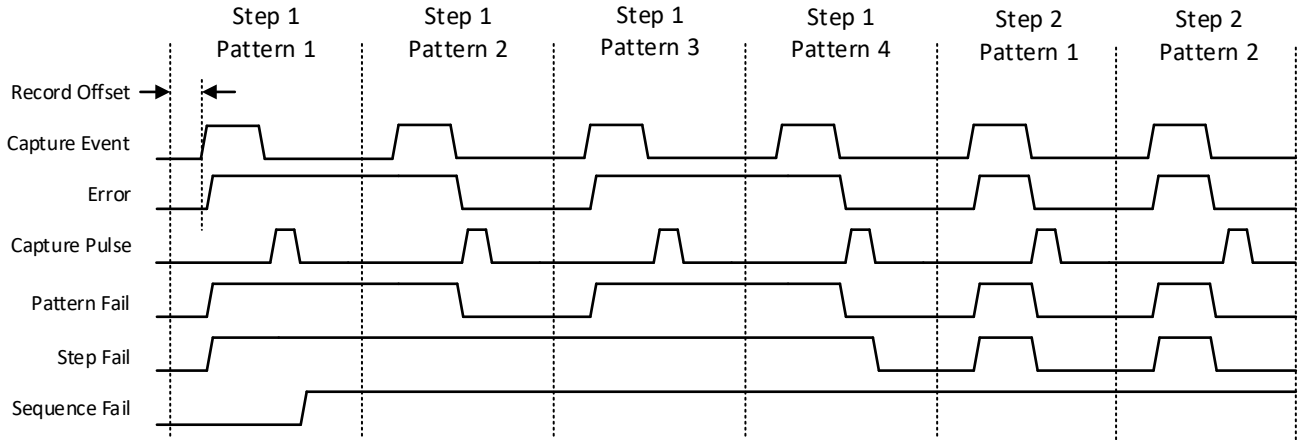 Step 1 Step 1 Step 1 Step 1 Step 2 Step 2
Pattern 1 Pattern 2 Pattern 3 Pattern 4 Pattern 1 Pattern 2
Record Offset
Capture Event
Error
Capture Pulse
Pattern Fail
Step Fail
Sequence Fail